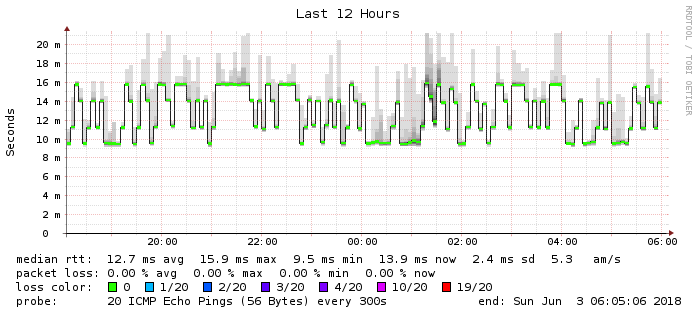 Last 12 Hours
RRDTOOL / TOBI OETIKER
Seconds
20 m
18 m
16 m
14 m
12 m
10 m
8 m
6 m
4 m
2 m
0
20:00 22:00 00:00 02:00 04:00 06:00
median rtt: 12.7 ms avg 15.9 ms max 9.5 ms min 13.9 ms now 2.4 ms sd 5.3 am/s
packet loss: 0.00 % avg 0.00 % max 0.00 % min 0.00 % now
loss color: 0 1/20 2/20 3/20 4/20 10/20 19/20
probe: 20 ICMP Echo Pings (56 Bytes) every 300s end: Sun Jun 3 06:05:06 2018